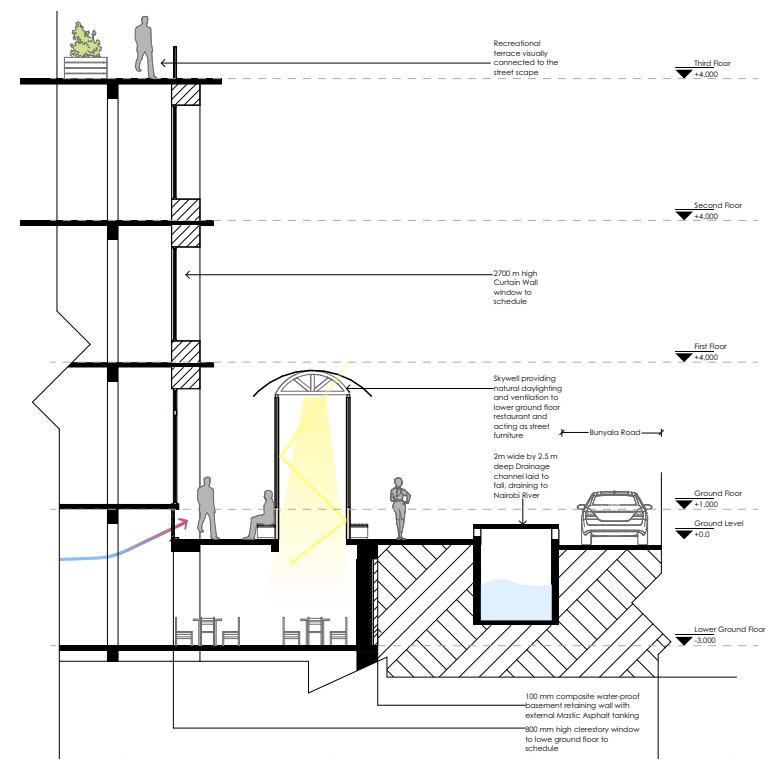 Recreational
terrace visually
connected to the
street scape
Third Floor
+4,000
Second Floor
+4,000
2700 m high
Curtain Wall
window to
schedule
First Floor
+4,000
Skywell providing
natural daylighting
and ventilation to
lower ground floor
restaurant and
acting as street
furniture
Bunyala Road
2m wide by 2.5 m
deep Drainage
channel laid to
fall, draining to
Nairobi River
Ground Floor
+1,000
Ground Level
+0.0
Lower Ground Floor
-3,000
100 mm composite water-proof
basement retaining wall with
external Mastic Asphalt tanking
800 mm high clerestory window
to lowe ground floor to
schedule